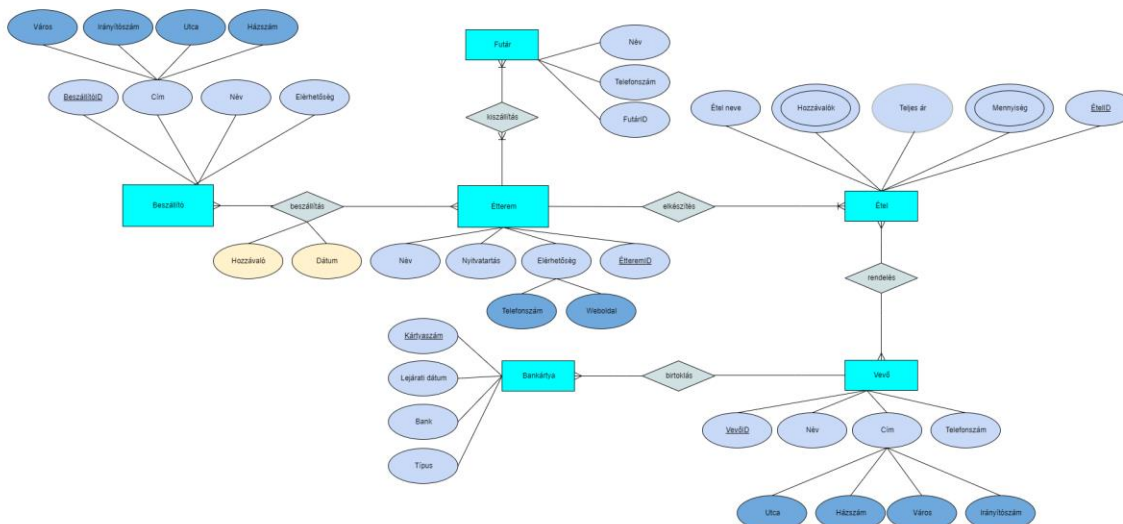 Város
Irányítószám
Utca
Házszám
BeszállítóID
Cím
Név
Elérhetőség
Beszállító
beszállítás
Hozzávaló
Dátum
Futár
Név
Telefonszám
FutárID
kiszállítás
Étterem
Név
Nyitvatartás
Elérhetőség
ÉtteremID
Telefonszám
Weboldal
elkészítés
Étel neve
Hozzávalók
Teljes ár
Mennyiség
ÉtelID
Étel
rendelés
Vevő
VevőID
Név
Cím
Telefonszám
Utca
Házszám
Város
Irányítószám
birtoklás
Bankártya
Kártyaszám
Lejárati dátum
Bank
Típus